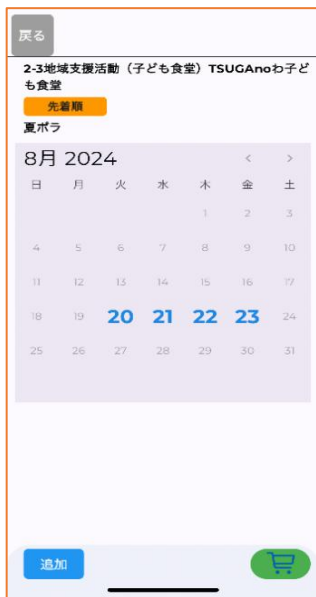 戻る
2-3地域支援活動（子ども食堂）TSUGAnoわ子ど
も食堂
先着順
夏ボラ
8月 2024 < >
日 月 火 水 木 金 土
1 2 3
4 5 6 7 8 9 10
11 12 13 14 15 16 17
18 19 20 21 22 23 24
25 26 27 28 29 30 31
追加